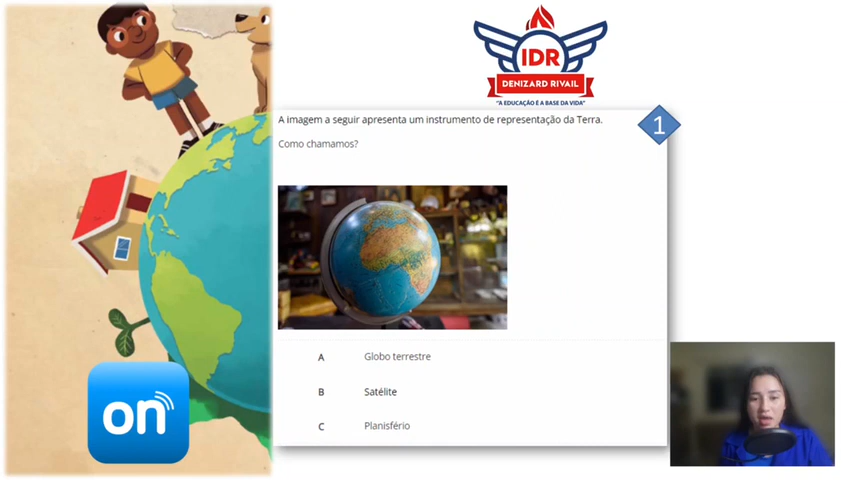 IDR
DENIZARD RIVAIL
"A EDUCAÇÃO É A BASE DA VIDA"
A imagem a seguir apresenta um instrumento de representação da Terra.
1
Como chamamos?
A Globo terrestre
B Satélite
C Planisfério
on